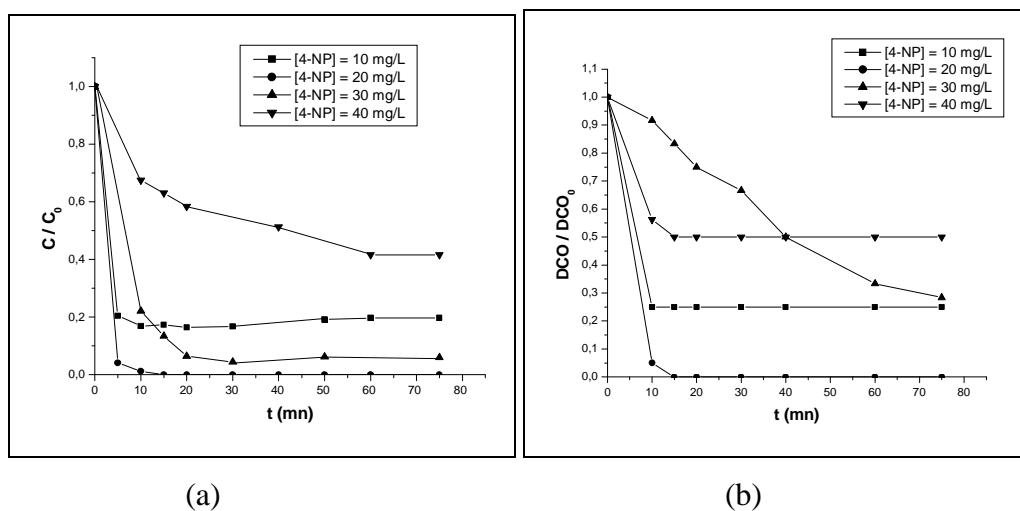 [4-NP] = 10 mg/L
[4-NP] = 20 mg/L
[4-NP] = 30 mg/L
[4-NP] = 40 mg/L
1,0
0,8
0,6
0,4
0,2
0,0
C / C0
0 10 20 30 40 50 60 70 80
t (mn)
(a)
[4-NP] = 10 mg/L
[4-NP] = 20 mg/L
[4-NP] = 30 mg/L
[4-NP] = 40 mg/L
1,1
1,0
0,9
0,8
0,7
0,6
0,5
0,4
0,3
0,2
0,1
0,0
DCO / DCO0
0 10 20 30 40 50 60 70 80
t (mn)
(b)